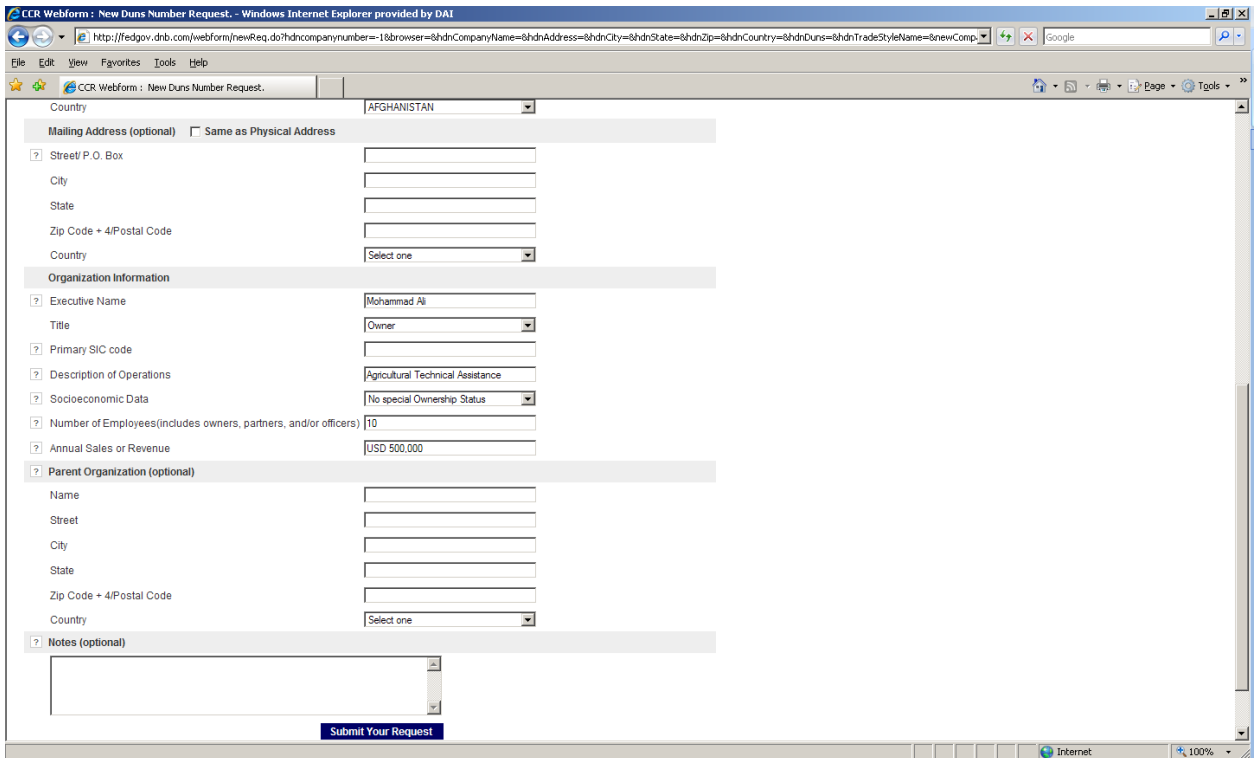 CCR Webform : New Duns Number Request. - Windows Internet Explorer provided by DAI
http://fedgov.dnb.com/webform/newReq.do?hdncompanynumber=-1&browser=&hdnCompanyName=&hdnAddress=&hdnCity=&hdnState=&hdnZip=&hdnCountry=&hdnDuns=&hdnTradeStyleName=&newComp Google
File Edit View Favorites Tools Help
CCR Webform : New Duns Number Request. Page Tools »
Country AFGHANISTAN
Mailing Address (optional) Same as Physical Address
? Street/ P.O. Box
City
State
Zip Code + 4/Postal Code
Country Select one
Organization Information
? Executive Name Mohammad Ali
Title Owner
? Primary SIC code
? Description of Operations Agricultural Technical Assistance
? Socioeconomic Data No special Ownership Status
? Number of Employees(includes owners, partners, and/or officers) 10
? Annual Sales or Revenue USD 500,000
? Parent Organization (optional)
Name
Street
City
State
Zip Code + 4/Postal Code
Country Select one
? Notes (optional)
Submit Your Request
Internet 100%